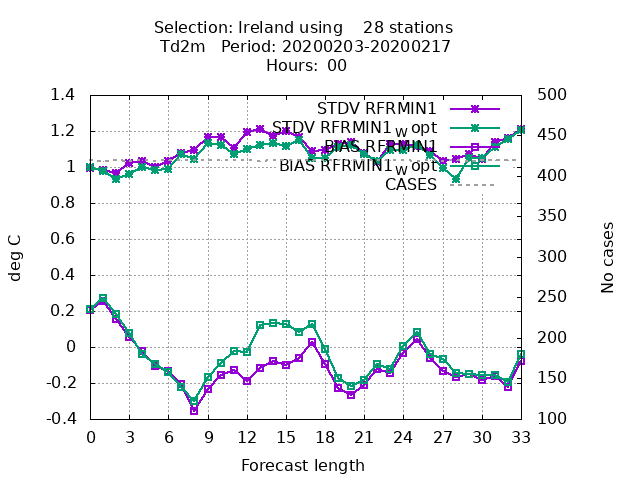 Selection: Ireland using 28 stations
Td2m Period: 20200203-20200217
Hours: 00
STDV RFRMIN1
STDV RFRMIN1 w opt
BIAS RFRMIN1
BIAS RFRMIN1 w opt
CASES
1.4
1.2
1
0.8
0.6
0.4
0.2
0
-0.2
-0.4
deg C
500
450
400
350
300
250
200
150
100
No cases
0 3 6 9 12 15 18 21 24 27 30 33
Forecast length